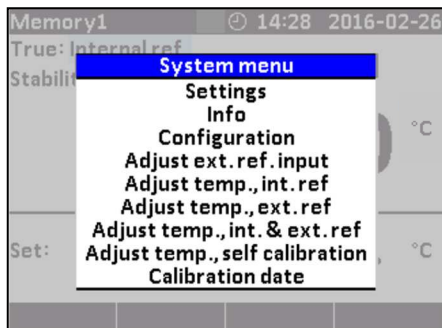 Memory1 14:28 2016-02-26
True: Internal ref
Stabilit
System menu
Settings
Info
Configuration
Adjust ext.ref.input
Adjust temp.,int.ref
Adjust temp.,ext.ref
Adjust temp.,int.& ext.ref
Adjust temp.,self calibration
Calibration date
°C
Set: °C